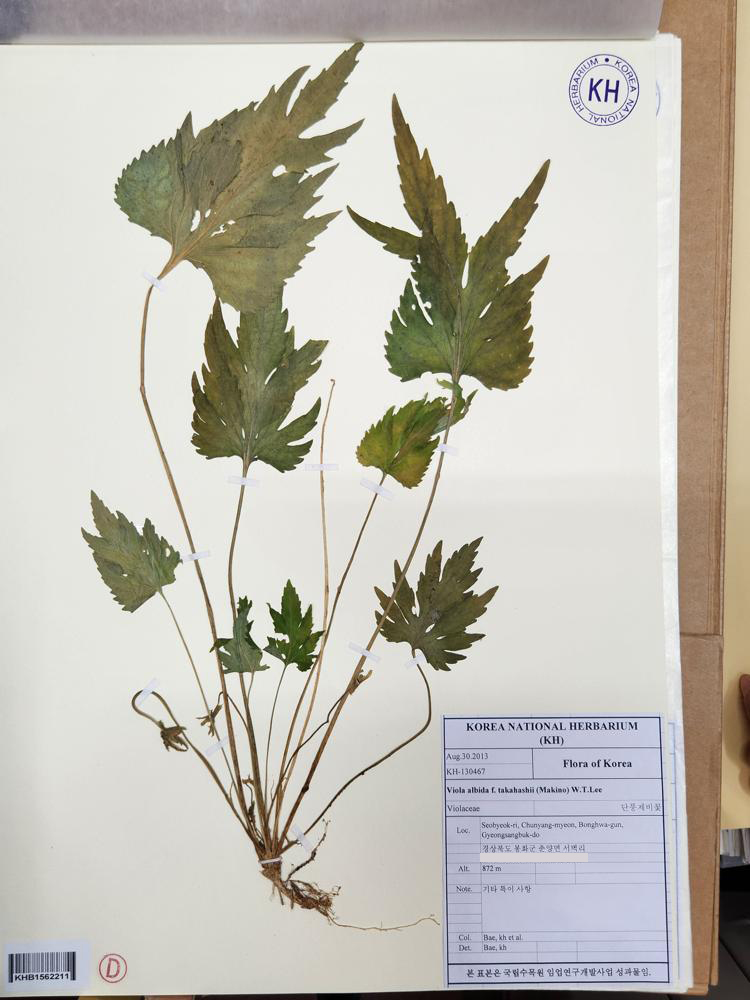 KOREA NATIONAL HERBARIUM
KH
KOREA NATIONAL HERBARIUM
(KH)
Aug.30.2013
KH-130467
Flora of Korea
Viola albida f. takahashii (Makino) W.T.Lee
Violaceae
단풍제비꽃
Loc.
Seobyeok-ri, Chunyang-myeon, Bonghwa-gun,
Gyeongsangbuk-do
경상북도 봉화군 춘양면 서벽리
Alt.
872 m
Note.
기타 특이 사항
Col.
Bae, kh et al.
Det.
Bae, kh
본 표본은 국립수목원 임업연구개발사업 성과물임.
KHB1562211
D